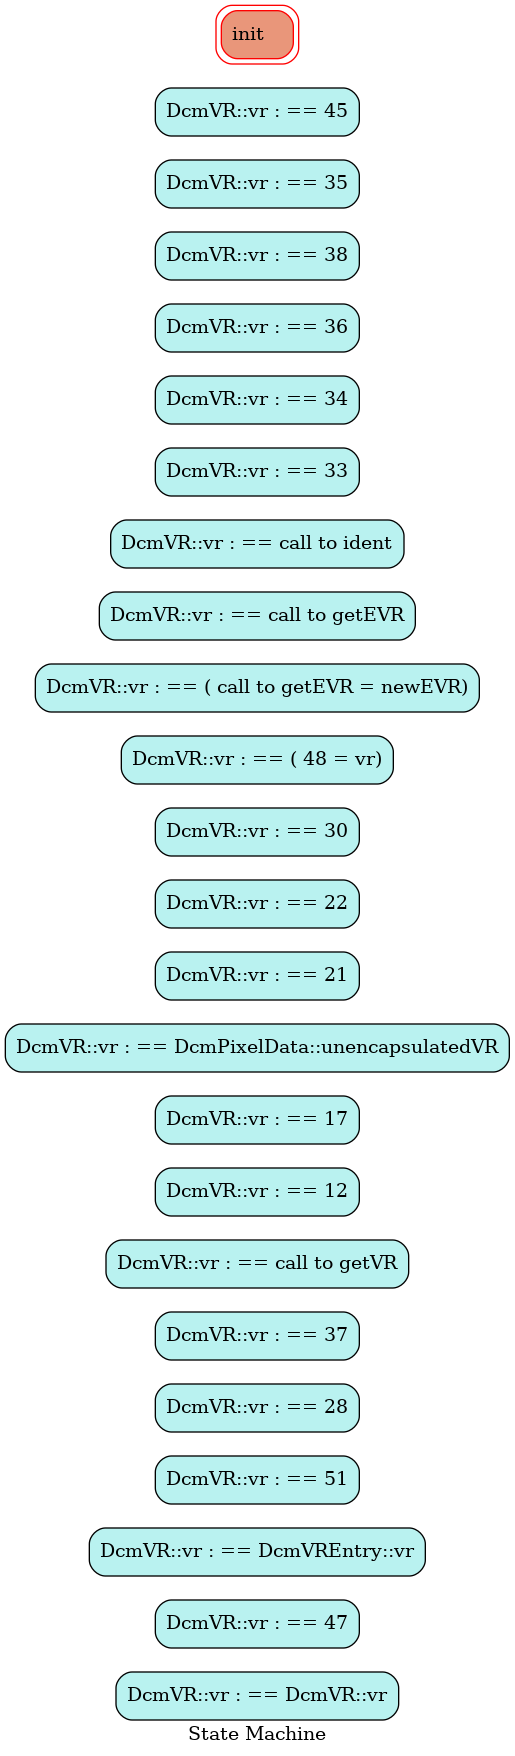 init
DcmVR::vr : == 45
DcmVR::vr : == 35
DcmVR::vr : == 38
DcmVR::vr : == 36
DcmVR::vr : == 34
DcmVR::vr : == 33
DcmVR::vr : == call to ident
DcmVR::vr : == call to getEVR
DcmVR::vr : == ( call to getEVR = newEVR)
DcmVR::vr : == ( 48 = vr)
DcmVR::vr : == 30
DcmVR::vr : == 22
DcmVR::vr : == 21
DcmVR::vr : == DcmPixelData::unencapsulatedVR
DcmVR::vr : == 17
DcmVR::vr : == 12
DcmVR::vr : == call to getVR
DcmVR::vr : == 37
DcmVR::vr : == 28
DcmVR::vr : == 51
DcmVR::vr : == DcmVREntry::vr
DcmVR::vr : == 47
DcmVR::vr : == DcmVR::vr
State Machine